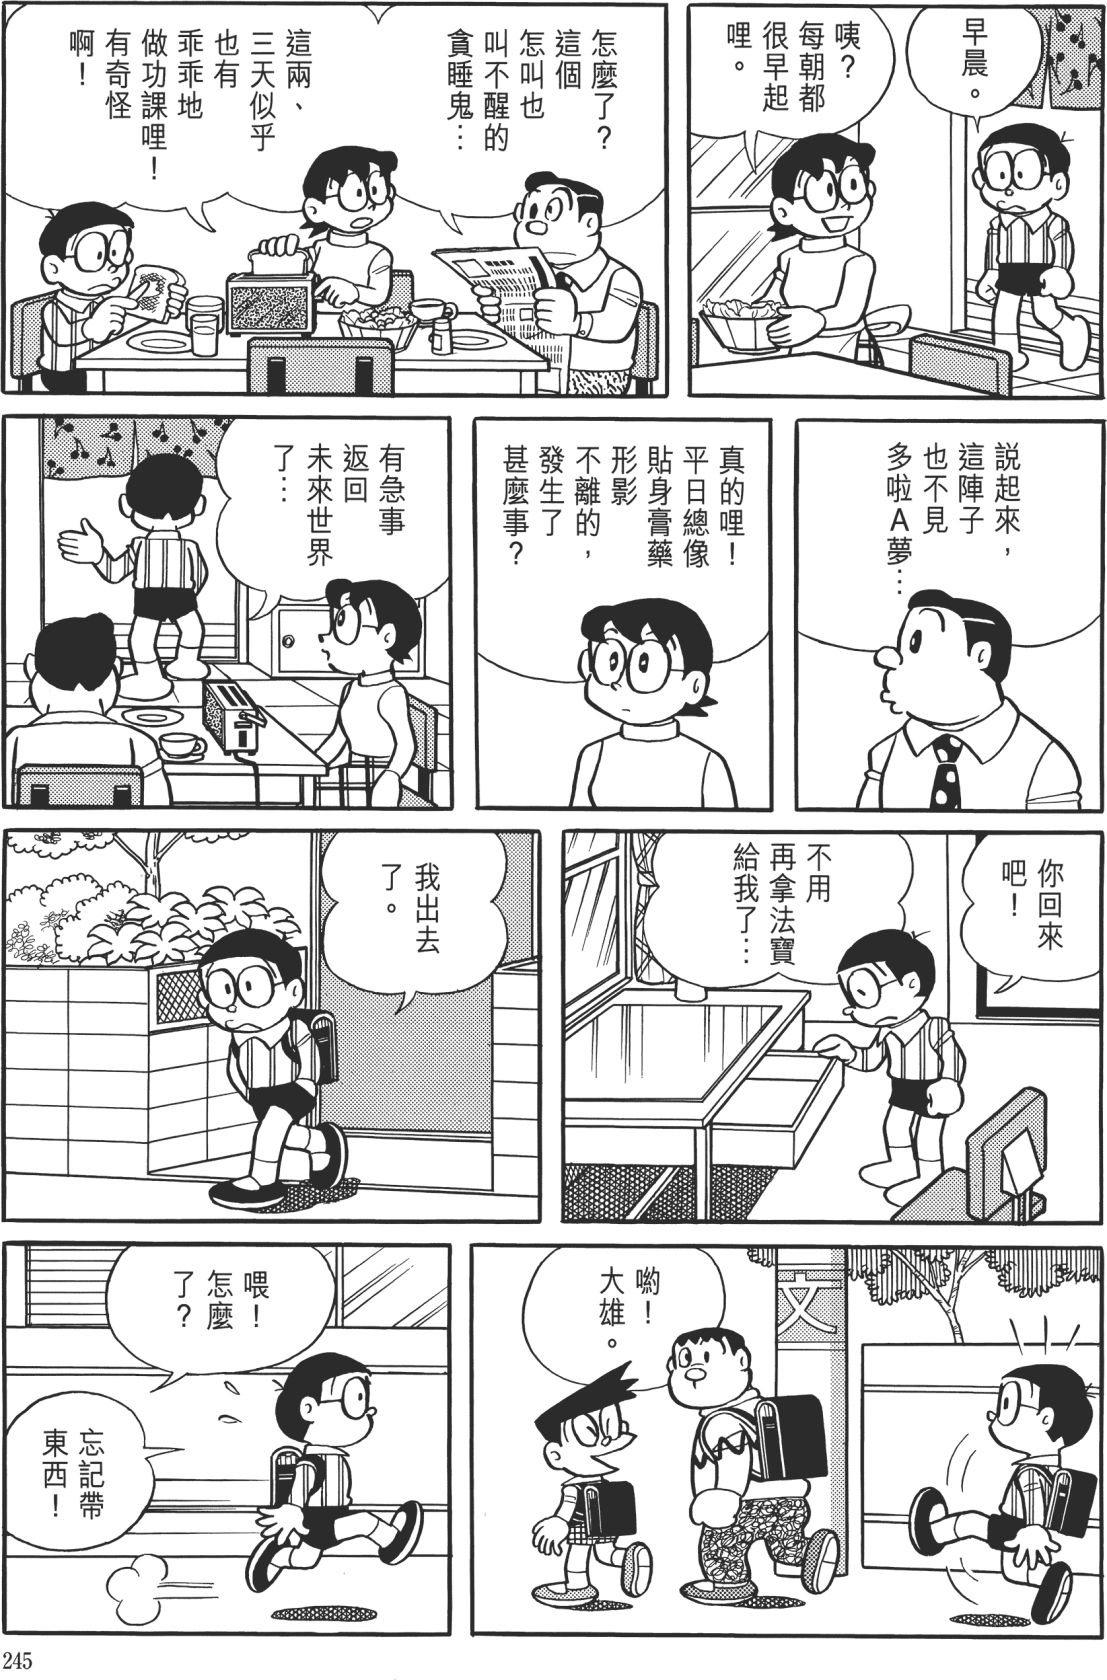 早晨。
咦？
每朝都
很早起
哩。
怎麼了？
這個
怎叫也
叫不醒的
貪睡鬼…
這兩、
三天似乎
也有
乖乖地
做功課哩！
有奇怪
啊！
説起來，
這陣子
也不見
多啦A夢…
真的哩！
平日總像
貼身膏藥
形影
不離的，
發生了
甚麼事？
有急事
返回
未來世界
了…
你回來
吧！
不用
再拿法寶
給我了…
我出去
了。
喲！
大雄。
文
喂！
怎麼
了？
忘記帶
東西！
245